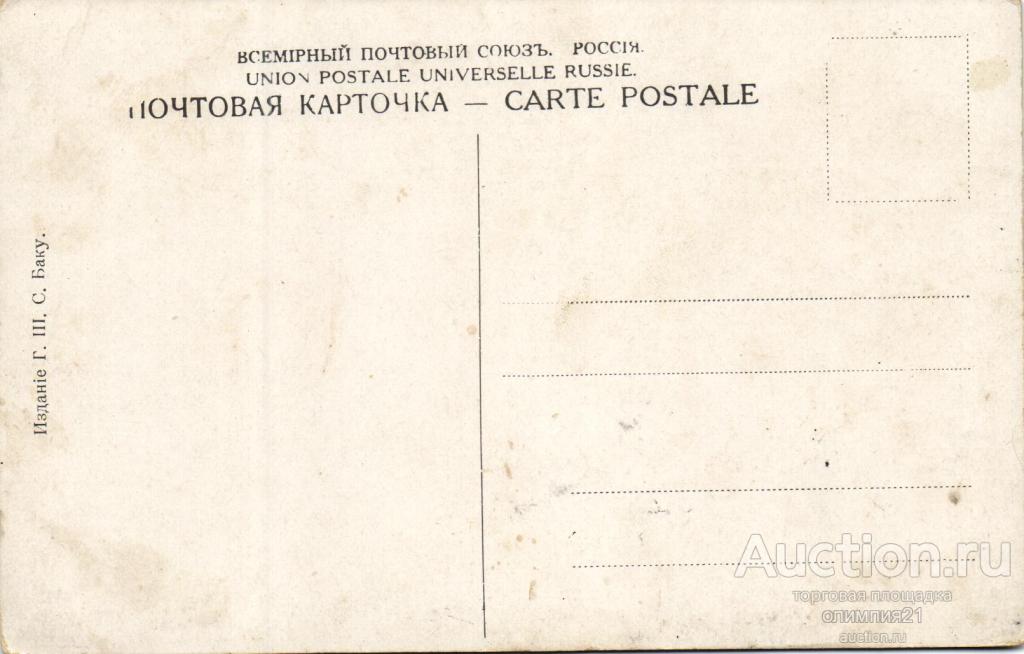 ВСЕМІРНЫЙ ПОЧТОВЫЙ СОЮЗЪ. РОССІЯ.
UNION POSTALE UNIVERSELLE RUSSIE.
ПОЧТОВАЯ КАРТОЧКА — CARTE POSTALE
Изданіе Г. Ш. С. Баку.
Auction.ru
торговая площадка
олимпия21
auction.ru